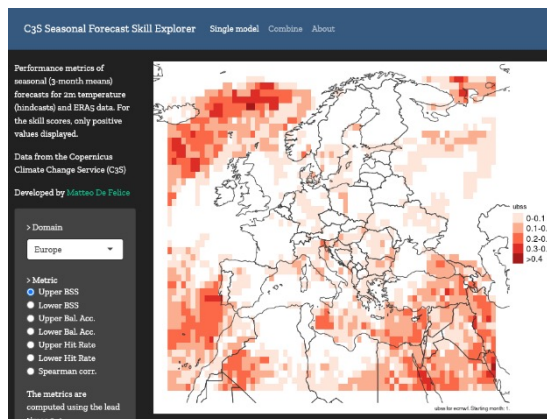 C3S Seasonal Forecast Skill Explorer Single model Combine About
Performance metrics of
seasonal (3-month means)
forecasts for 2m temperature
(hindcasts) and ERA5 data. For
the skill scores, only positive
values displayed.
Data from the Copernicus
Climate Change Service (C3S)
Developed by Matteo De Felice
> Domain
Europe
> Metric
Upper BSS
Lower BSS
Upper Bal. Acc.
Lower Bal. Acc.
Upper Hit Rate
Lower Hit Rate
Spearman corr.
The metrics are
computed using the lead
ubss
0-0.1
0.1-0.
0.2-0.
0.3-0.
>0.4
ubss for ecmwf. Starting month: 1